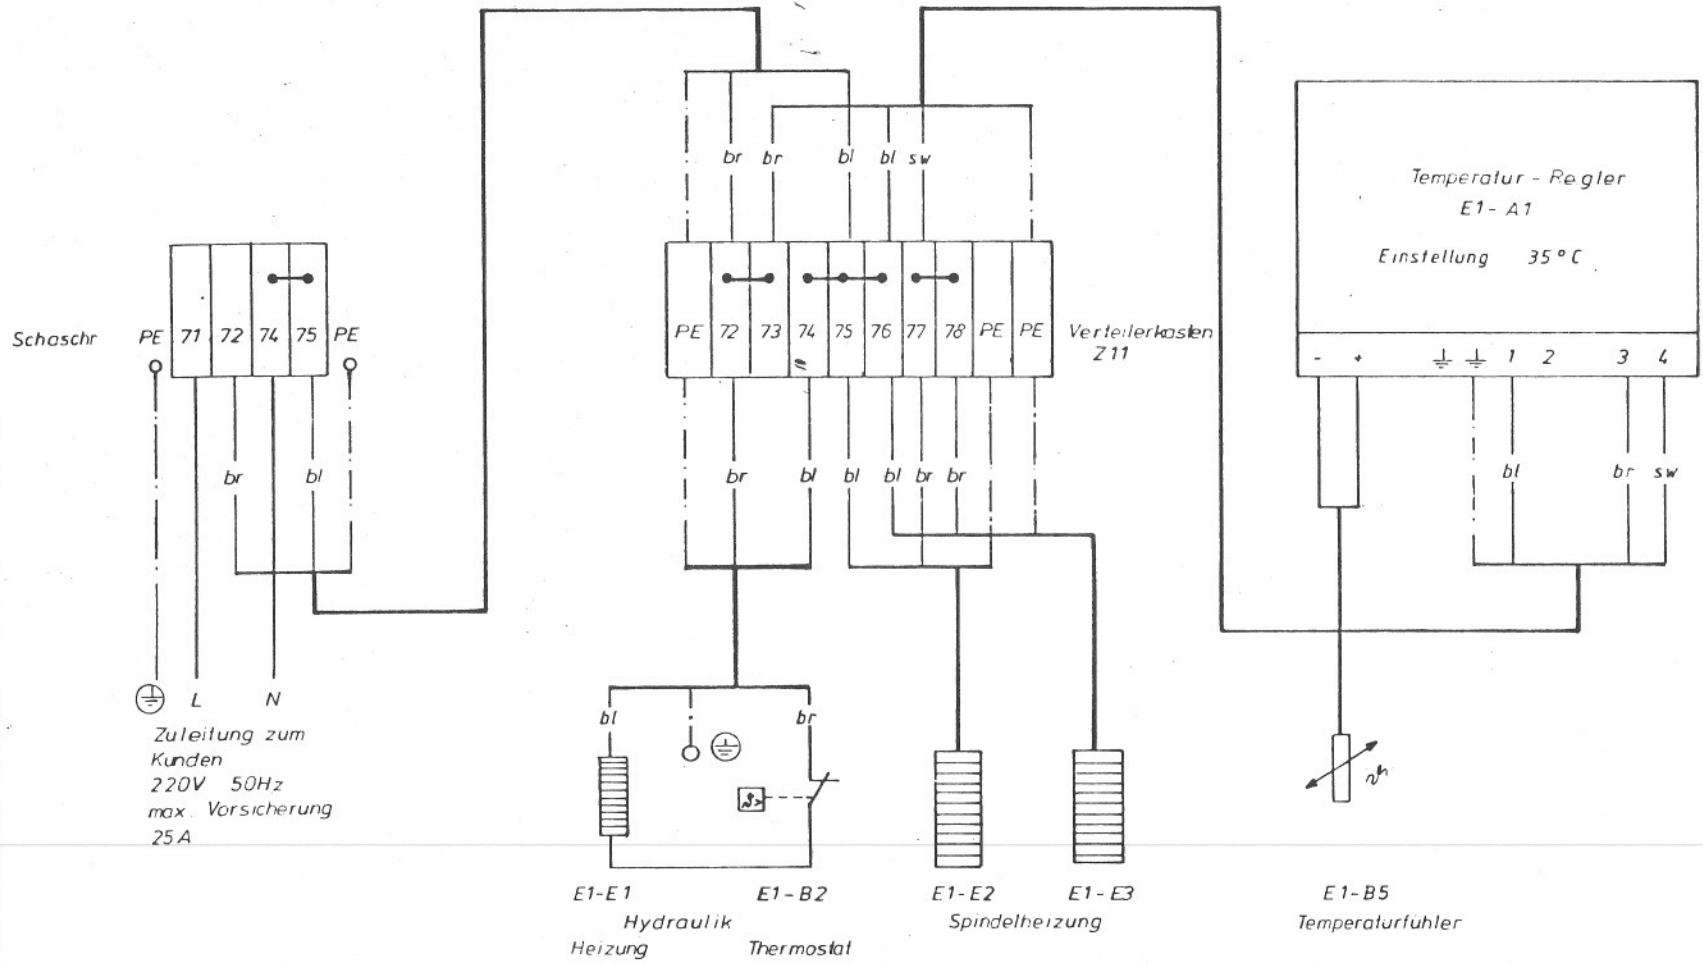 br br bl bl sw
Temperatur - Regler
E1 - A1
Einstellung 35°C
Schaschr PE 71 72 74 75 PE
PE 72 73 74 75 76 77 78 PE PE
Verteilerkasten
Z11
- + 1 2 3 4
br bl
br bl bl bl br br
bl br sw
L N
Zuleitung zum
Kunden
220V 50Hz
max. Vorsicherung
25A
bl br
E1-E1 E1-B2
Hydraulik
Heizung Thermostat
E1-E2 E1-E3
Spindelheizung
E1-B5
Temperaturfühler